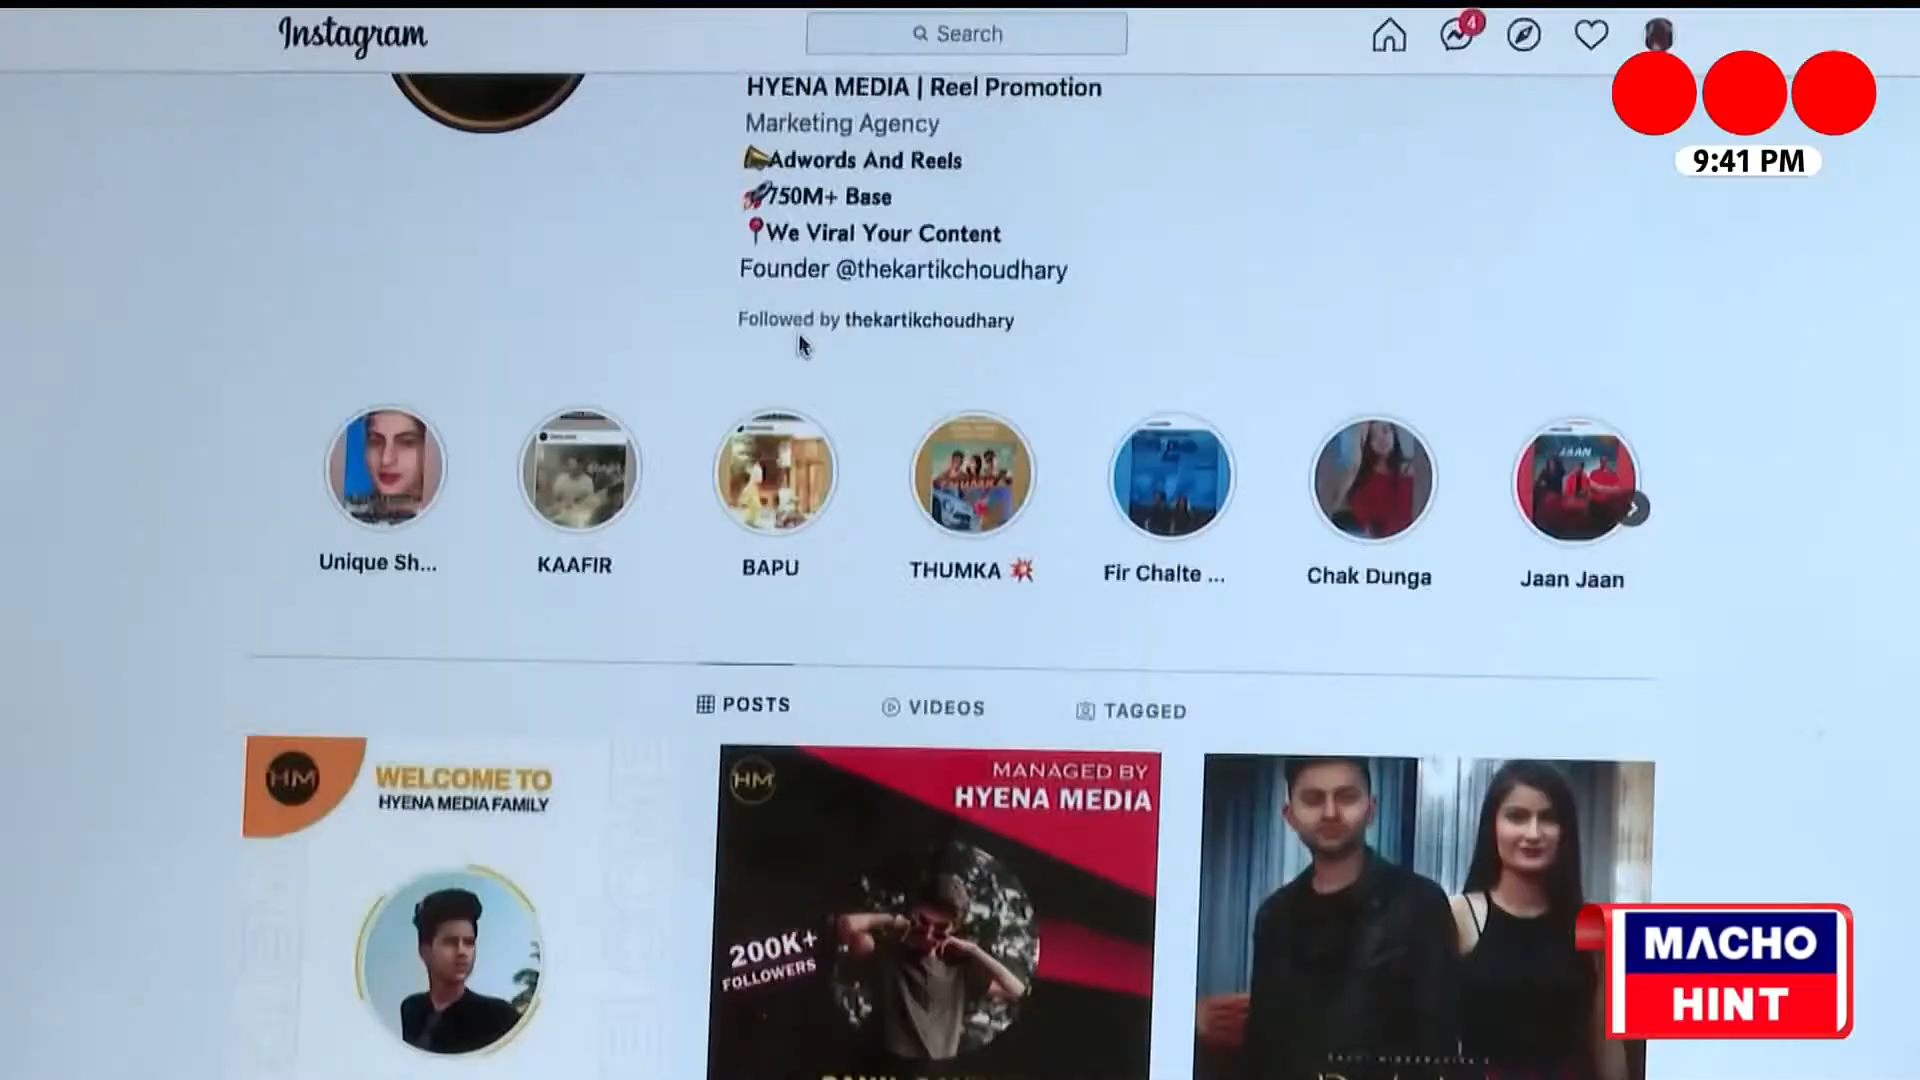 Instagram
Search
4
9:41 PM
HYENA MEDIA | Reel Promotion
Marketing Agency
Adwords And Reels
750M+ Base
We Viral Your Content
Founder @thekartikchoudhary
Followed by thekartikchoudhary
Unique Sh...
KAAFIR
BAPU
THUMKA
Fir Chalte ...
Chak Dunga
Jaan Jaan
JAAN
POSTS
VIDEOS
TAGGED
HM
WELCOME TO
HYENA MEDIA FAMILY
HM
MANAGED BY
HYENA MEDIA
200K+
FOLLOWERS
MACHO
HINT